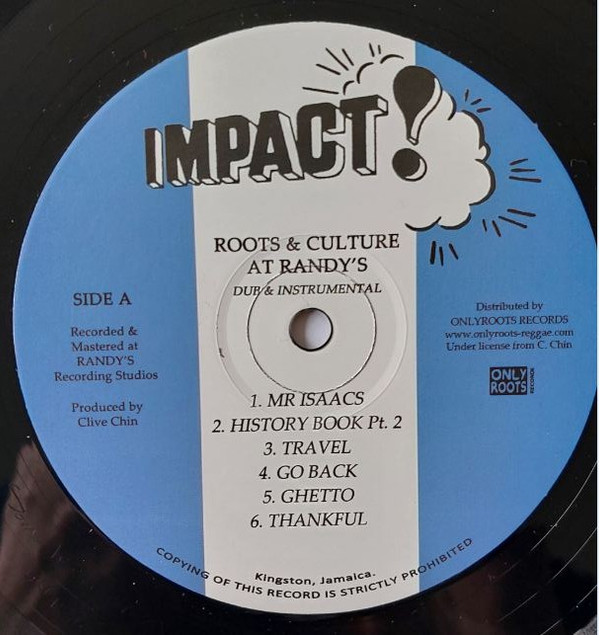 IMPACT!
ROOTS & CULTURE
AT RANDY'S
DUB & INSTRUMENTAL
SIDE A
Recorded &
Mastered at
RANDY'S
Recording Studios
Produced by
Clive Chin
Distributed by
ONLYROOTS RECORDS
www.onlyroots-reggae.com
Under license from C. Chin
ONLY
ROOTS
RECORDS
1. MR ISAACS
2. HISTORY BOOK Pt. 2
3. TRAVEL
4. GO BACK
5. GHETTO
6. THANKFUL
Kingston, Jamaica.
COPYING OF THIS RECORD IS STRICTLY PROHIBITED